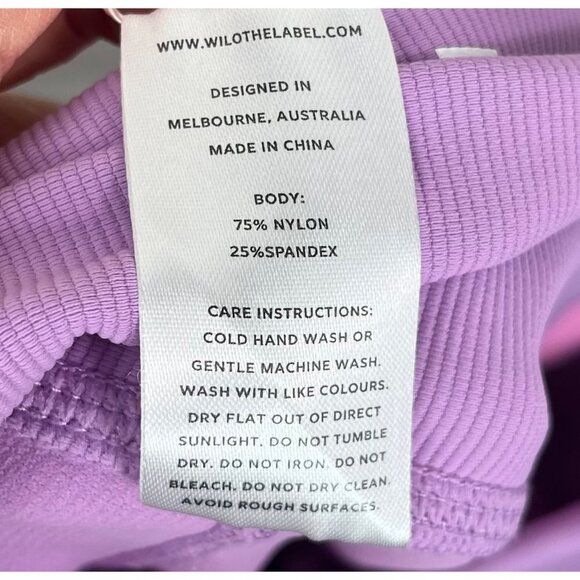 WWW.WILOTHELABEL.COM
DESIGNED IN
MELBOURNE, AUSTRALIA
MADE IN CHINA
BODY:
75% NYLON
25%SPANDEX
CARE INSTRUCTIONS:
COLD HAND WASH OR
GENTLE MACHINE WASH.
WASH WITH LIKE COLOURS.
DRY FLAT OUT OF DIRECT
SUNLIGHT. DO NOT TUMBLE
DRY. DO NOT IRON. DO NOT
BLEACH. DO NOT DRY CLEAN.
AVOID ROUGH SURFACES.